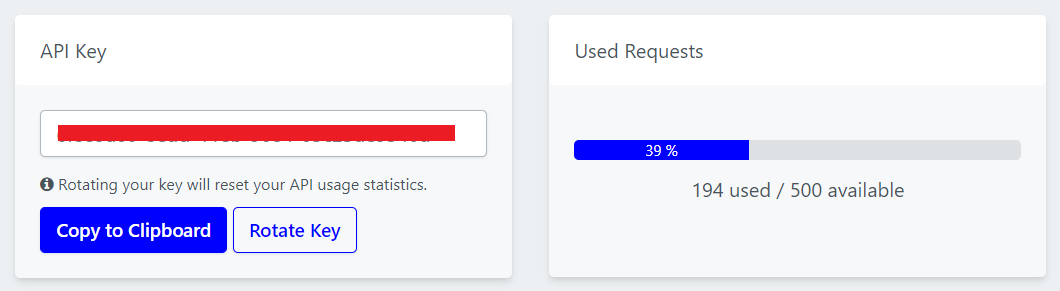 API Key
Rotating your key will reset your API usage statistics.
Copy to Clipboard
Rotate Key
Used Requests
39 %
194 used / 500 available